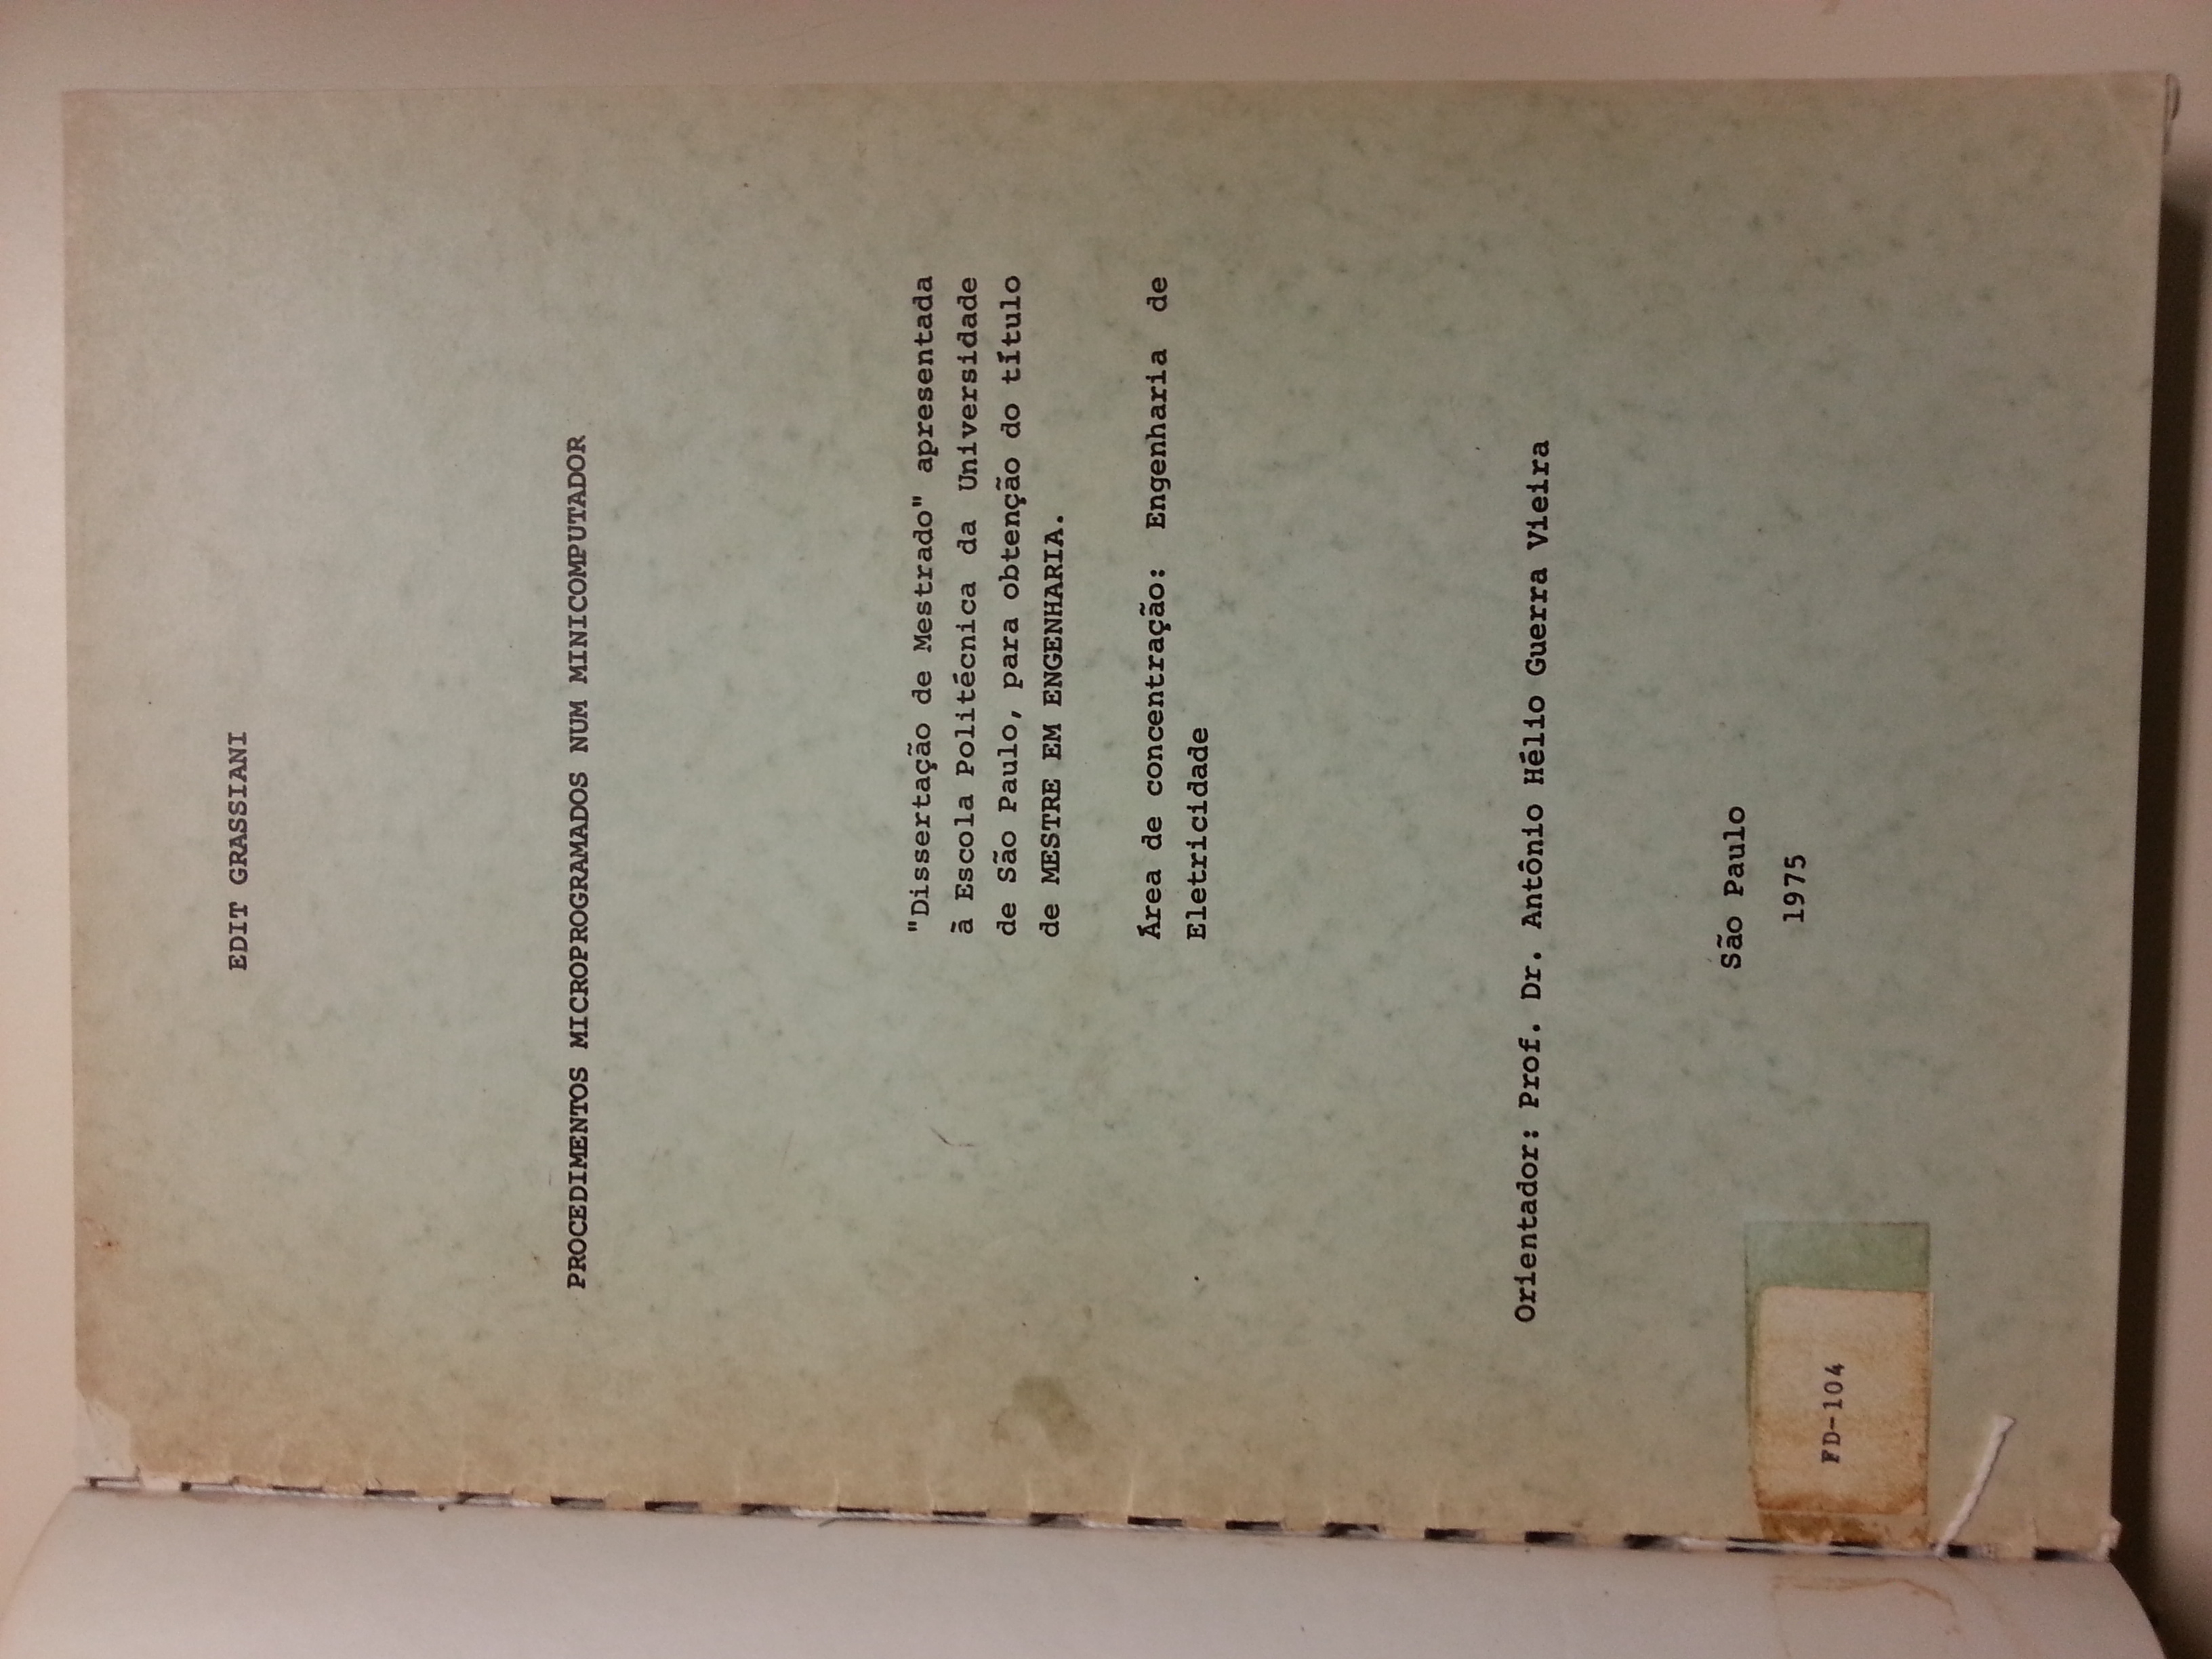 EDIT GRASSIANI
PROCEDIMENTOS MICROPROGRAMADOS NUM MINICOMPUTADOR
"Dissertação de Mestrado" apresentada
à Escola Politécnica da Universidade
de São Paulo, para obtenção do título
de MESTRE EM ENGENHARIA.
Área de concentração: Engenharia de
Eletricidade
Orientador: Prof. Dr. Antônio Hélio Guerra Vieira
São Paulo
1975
FD-104